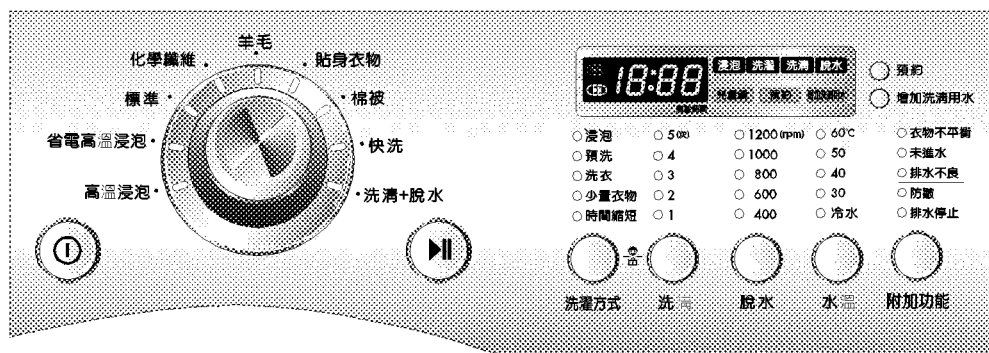 羊毛
化學纖維
貼身衣物
標準
棉被
省電高溫浸泡
快洗
高溫浸泡
洗清+脫水
18:88
浸泡 洗濯 洗清 脫水
預約
預約
增加洗清用水
浸泡
預洗
洗衣
少量衣物
時間縮短
5(次)
4
3
2
1
1200 (rpm)
1000
800
600
400
60℃
50
40
30
冷水
衣物不平衡
未進水
排水不良
防皺
排水停止
洗濯方式
洗清
脫水
水溫
附加功能